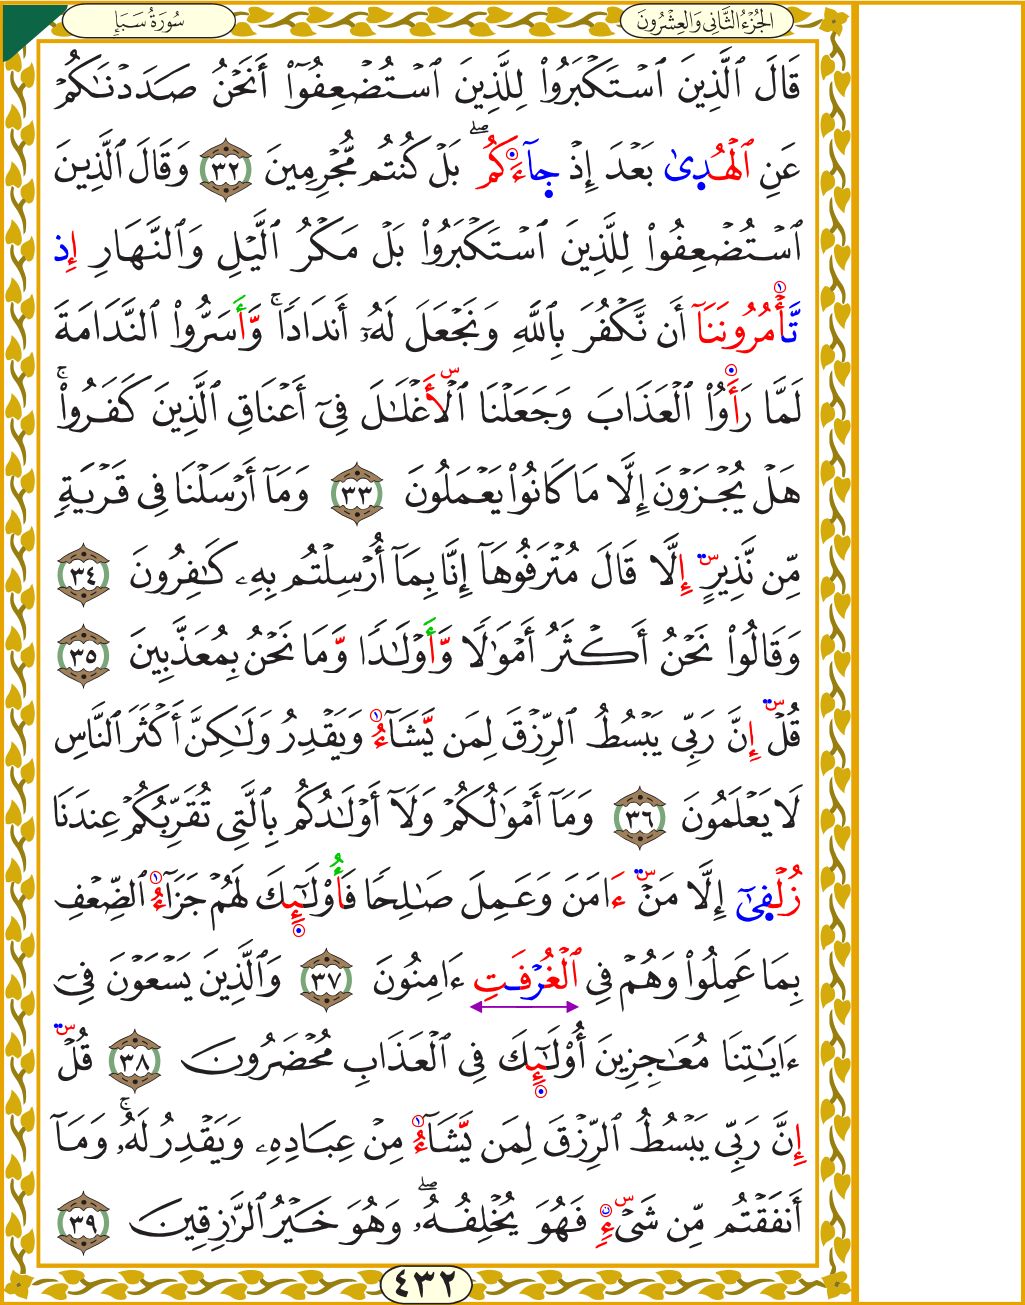 الجُزْءُ الثَّانِي وَالعِشْرُونَ
سُورَةُ سَبَإٍ
قَالَ ٱلَّذِينَ ٱسۡتَكۡبَرُواْ لِلَّذِينَ ٱسۡتُضۡعِفُوٓاْ أَنَحۡنُ صَدَدۡنَٰكُمۡ
عَنِ ٱلۡهُدٜىٰ بَعۡدَ إِذۡ جٜآءَكُمۖ بَلۡ كُنتُم مُّجۡرِمِينَ ٣٢ وَقَالَ ٱلَّذِينَ
ٱسۡتُضۡعِفُواْ لِلَّذِينَ ٱسۡتَكۡبَرُواْ بَلۡ مَكۡرُ ٱلَّيۡلِ وَٱلنَّهَارِ إِذ
تَّأۡمُرُونَنَآ أَن نَّكۡفُرَ بِٱللَّهِ وَنَجۡعَلَ لَهُۥٓ أَندَادٗاۚ وَأَسَرُّواْ ٱلنَّدَامَةَ
لَمَّا رَأَوُاْ ٱلۡعَذَابَ وَجَعَلۡنَا ٱلۡأَغۡلَٰلَ فِيٓ أَعۡنَاقِ ٱلَّذِينَ كَفَرُواْۚ
هَلۡ يُجۡزَوۡنَ إِلَّا مَا كَانُواْ يَعۡمَلُونَ ٣٣ وَمَآ أَرۡسَلۡنَا فِي قَرۡيَةٖ
مِّن نَّذِيرٍ إِلَّا قَالَ مُتۡرَفُوهَآ إِنَّا بِمَآ أُرۡسِلۡتُم بِهِۦ كَٰفِرُونَ ٣٤
وَقَالُواْ نَحۡنُ أَكۡثَرُ أَمۡوَٰلٗا وَأَوۡلَٰدٗا وَّمَا نَحۡنُ بِمُعَذَّبِينَ ٣٥
قُلۡ إِنَّ رَبِّي يَبۡسُطُ ٱلرِّزۡقَ لِمَن يَّشَآءُ وَيَقۡدِرُ وَلَٰكِنَّ أَكۡثَرَ ٱلنَّاسِ
لَا يَعۡلَمُونَ ٣٦ وَمَآ أَمۡوَٰلُكُمۡ وَلَآ أَوۡلَٰدُكُم بِٱلَّتِي تُقَرِّبُكُمۡ عِندَنَا
زُلۡفٜىٰٓ إِلَّا مَنۡ ءَامَنَ وَعَمِلَ صَٰلِحٗا فَأُوْلَٰٓئِكَ لَهُمۡ جَزَآءُ ٱلضِّعۡفِ
بِمَا عَمِلُواْ وَهُمۡ فِي ٱلۡغُرۡفَتِ ءَامِنُونَ ٣٧ وَٱلَّذِينَ يَسۡعَوۡنَ فِيٓ
ءَايَٰتِنَا مُعَٰجِزِينَ أُوْلَٰٓئِكَ فِي ٱلۡعَذَابِ مُحۡضَرُونَ ٣٨ قُلۡ
إِنَّ رَبِّي يَبۡسُطُ ٱلرِّزۡقَ لِمَن يَّشَآءُ مِنۡ عِبَادِهِۦ وَيَقۡدِرُ لَهُۥۚ وَمَآ
أَنفَقۡتُم مِّن شَيۡءٖ فَهُوَ يُخۡلِفُهُۥۖ وَهُوَ خَيۡرُ ٱلرَّٰزِقِينَ ٣٩
٤٣٢